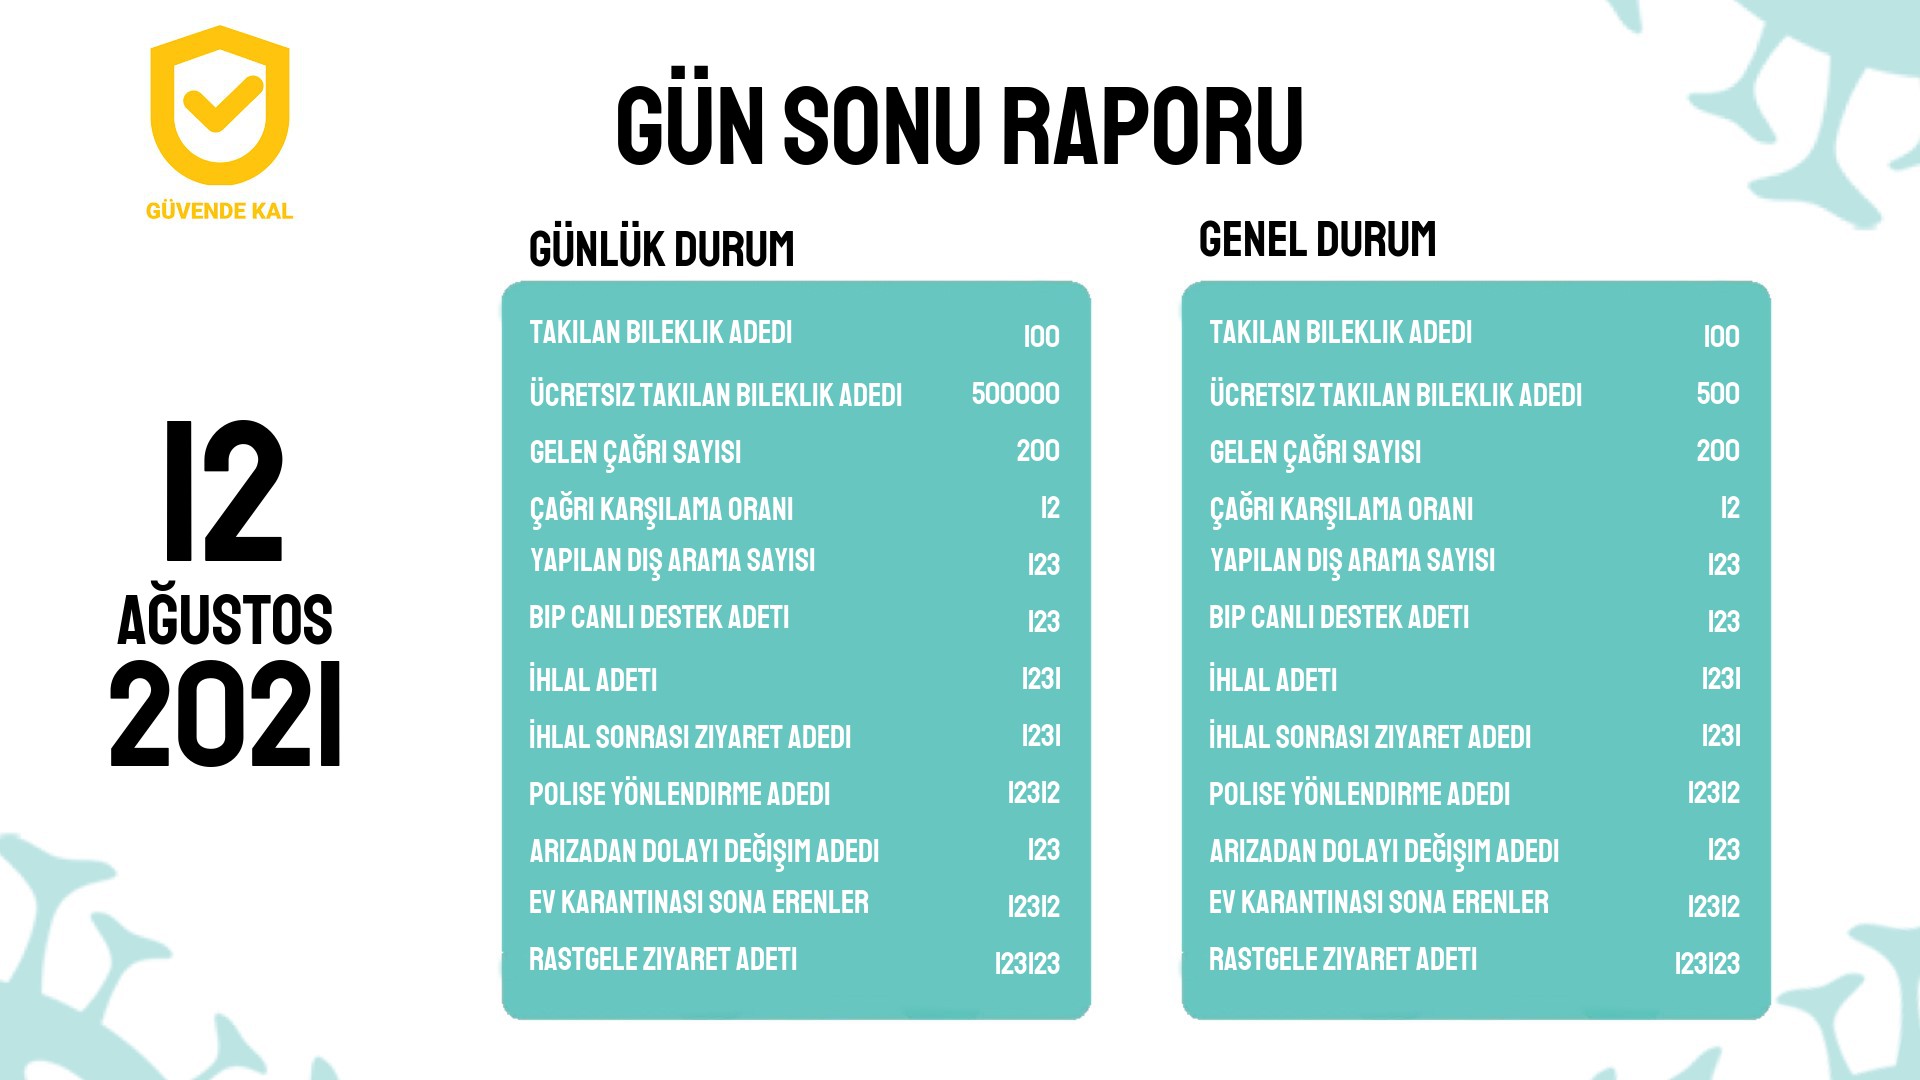 GÜVENDE KAL
GÜN SONU RAPORU
12
AĞUSTOS
2021
GÜNLÜK DURUM
TAKILAN BILEKLIK ADEDI 100
ÜCRETSIZ TAKILAN BILEKLIK ADEDI 500000
GELEN ÇAĞRI SAYISI 200
ÇAĞRI KARŞILAMA ORANI 12
YAPILAN DIŞ ARAMA SAYISI 123
BIP CANLI DESTEK ADETI 123
İHLAL ADETI 1231
İHLAL SONRASI ZIYARET ADEDI 1231
POLISE YÖNLENDIRME ADEDI 12312
ARIZADAN DOLAYI DEĞIŞIM ADEDI 123
EV KARANTINASI SONA ERENLER 12312
RASTGELE ZIYARET ADETI 123123
GENEL DURUM
TAKILAN BILEKLIK ADEDI 100
ÜCRETSIZ TAKILAN BILEKLIK ADEDI 500
GELEN ÇAĞRI SAYISI 200
ÇAĞRI KARŞILAMA ORANI 12
YAPILAN DIŞ ARAMA SAYISI 123
BIP CANLI DESTEK ADETI 123
İHLAL ADETI 1231
İHLAL SONRASI ZIYARET ADEDI 1231
POLISE YÖNLENDIRME ADEDI 12312
ARIZADAN DOLAYI DEĞIŞIM ADEDI 123
EV KARANTINASI SONA ERENLER 12312
RASTGELE ZIYARET ADETI 123123